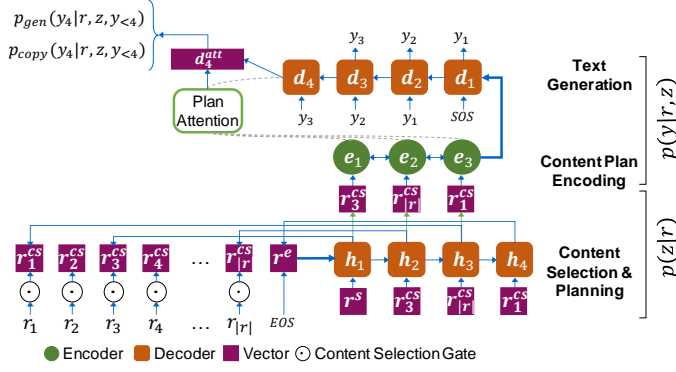 p_gen(y_4|r, z, y_{<4})
p_copy(y_4|r, z, y_{<4})
d_4^att
y_3 y_2 y_1
d_4 d_3 d_2 d_1
y_3 y_2 y_1 SOS
Text
Generation
Plan
Attention
p(y|r, z)
e_1 e_2 e_3
Content Plan
Encoding
r_3^cs r_|r|^cs r_1^cs
r_1^cs r_2^cs r_3^cs r_4^cs ... r_|r|^cs r^e h_1 h_2 h_3 h_4
Content
Selection &
Planning
p(z|r)
r^s r_3^cs r_|r|^cs r_1^cs
r_1 r_2 r_3 r_4 ... r_|r| EOS
Encoder Decoder Vector Content Selection Gate